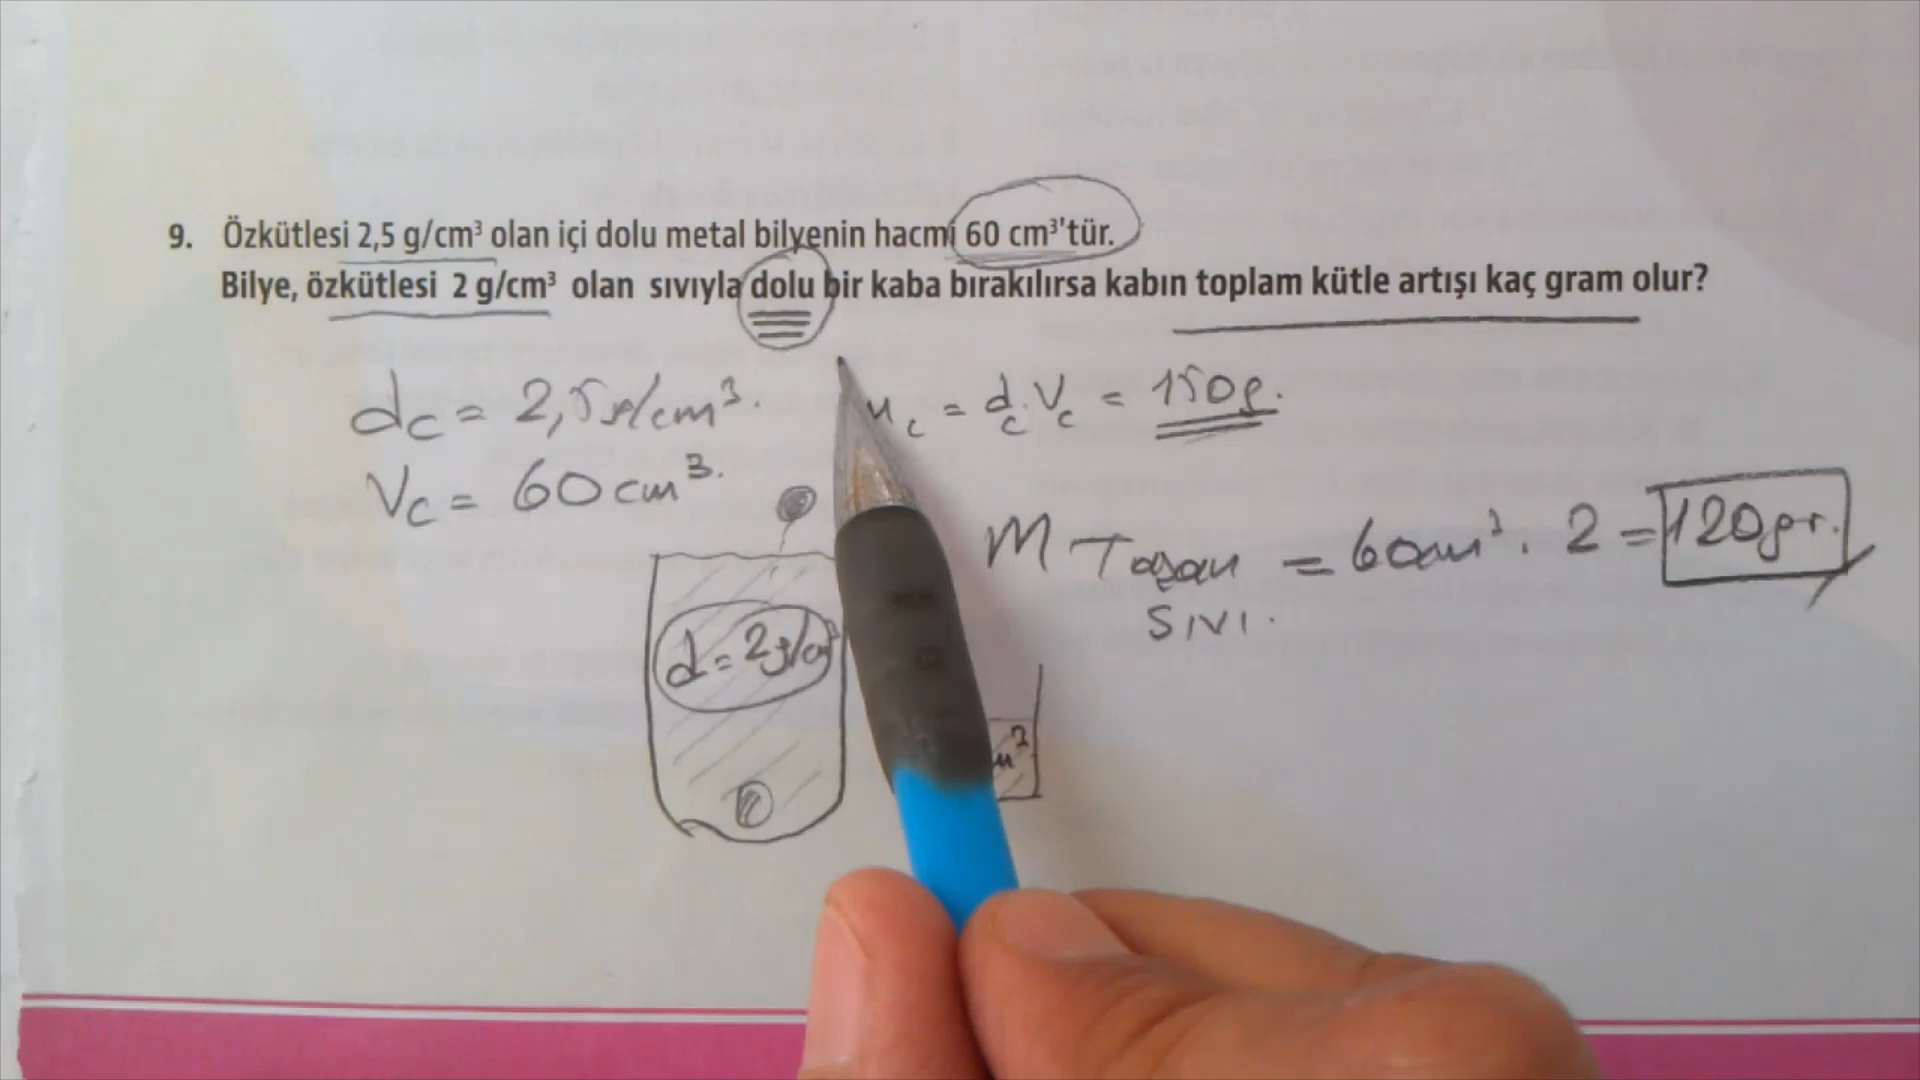 9. Özkütlesi 2,5 g/cm³ olan içi dolu metal bilyenin hacmi 60 cm³'tür.
Bilye, özkütlesi 2 g/cm³ olan sıvıyla dolu bir kaba bırakılırsa kabın toplam kütle artışı kaç gram olur?
dc = 2,5 g/cm³.
Vc = 60 cm³.
c = dc.Vc = 150g.
M Taşan = 60cm³. 2 = 120gr.
SIVI.
d = 2g/cm³